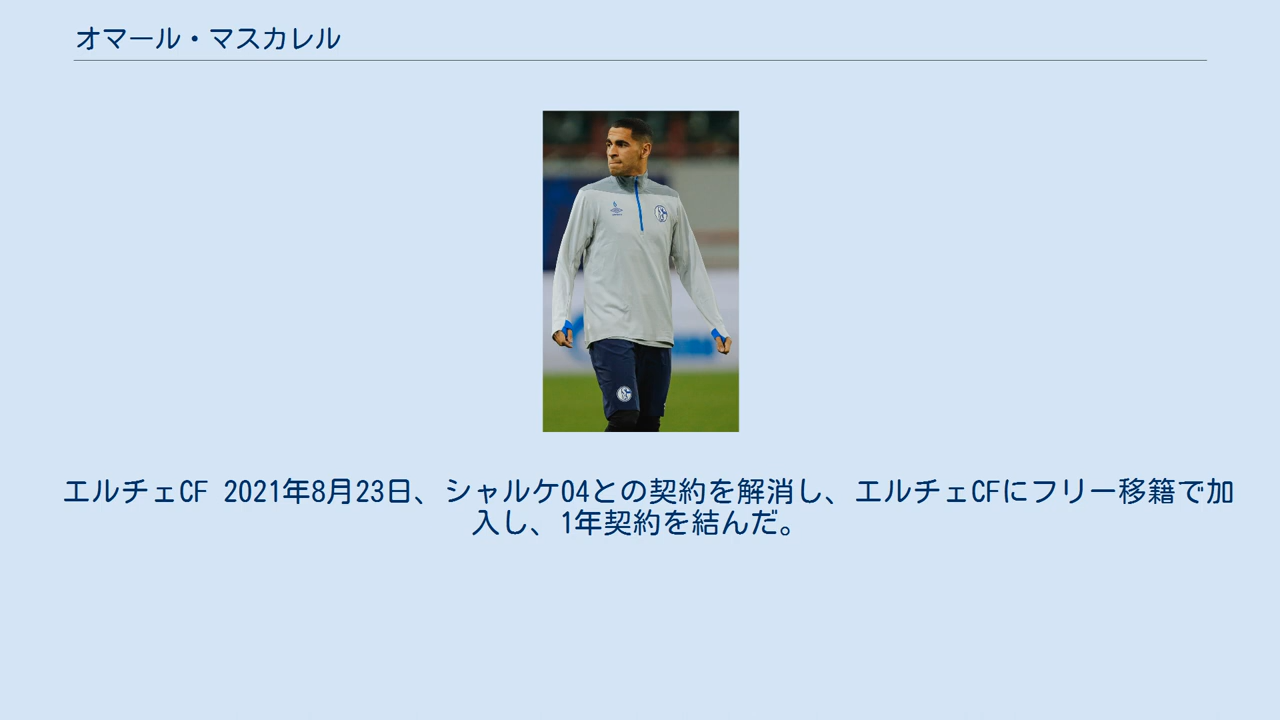 オマール・マスカレル
エルチェCF 2021年8月23日、シャルケ04との契約を解消し、エルチェCFにフリー移籍で加
入し、1年契約を結んだ。